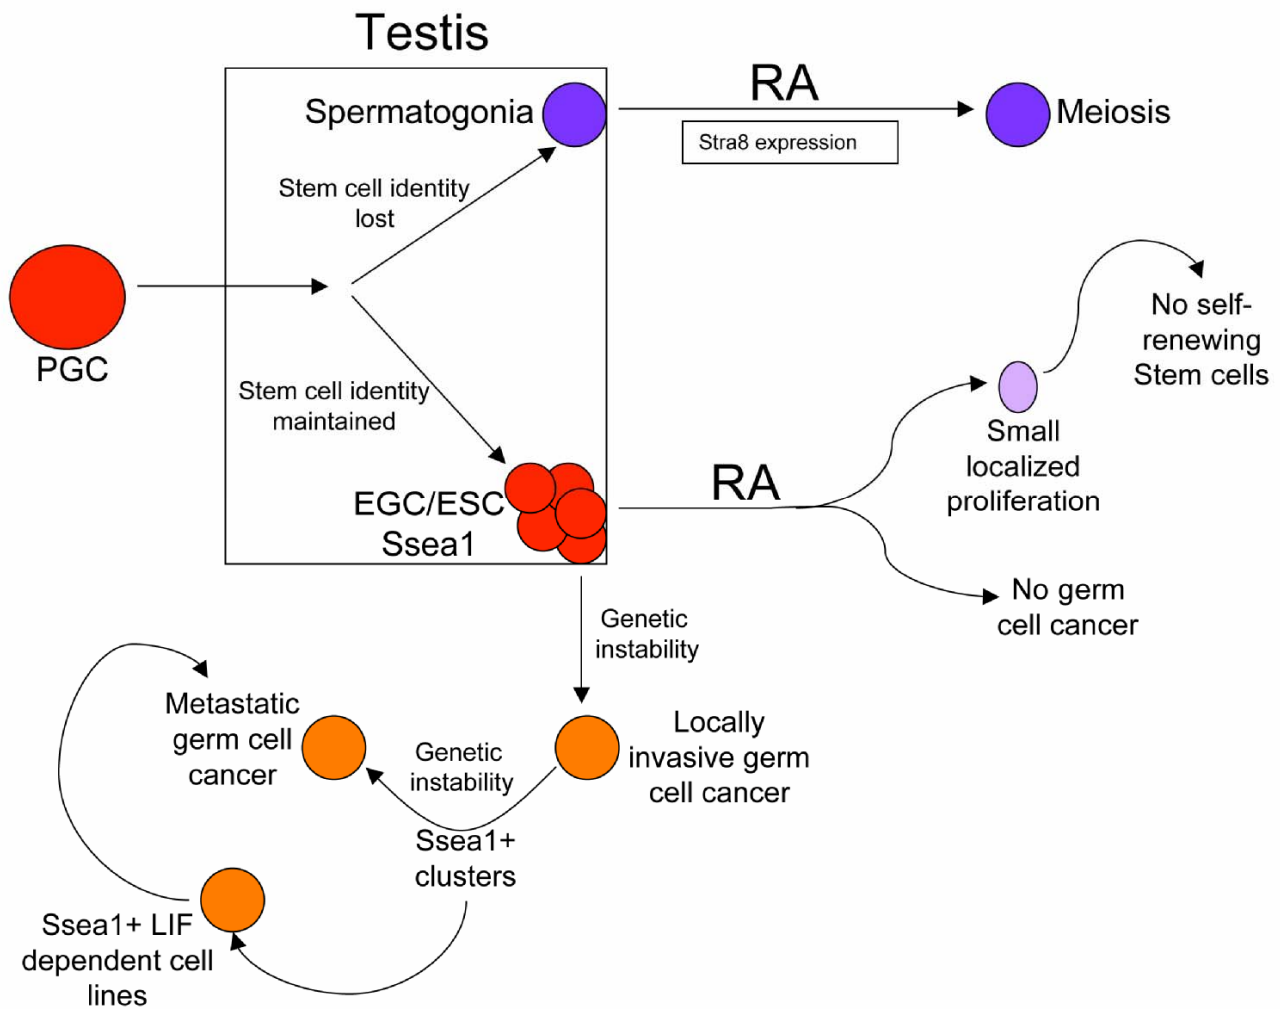 Testis
Spermatogonia
RA
Stra8 expression
Meiosis
Stem cell identity
lost
PGC
Stem cell identity
maintained
EGC/ESC
Ssea1
RA
No self-
renewing
Stem cells
Small
localized
proliferation
No germ
cell cancer
Genetic
instability
Locally
invasive germ
cell cancer
Genetic
instability
Metastatic
germ cell
cancer
Ssea1+
clusters
Ssea1+ LIF
dependent cell
lines